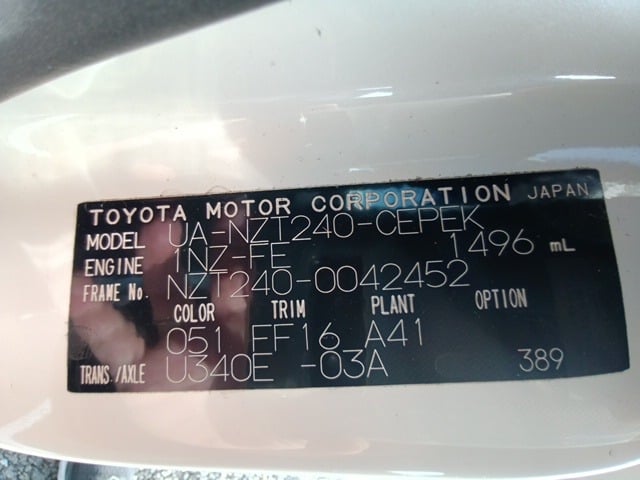 TOYOTA MOTOR CORPORATION JAPAN
MODEL UA-NZT240-CEPEK
ENGINE 1NZ-FE 1496 mL
FRAME No. NZT240-0042452
COLOR TRIM PLANT OPTION
051 FF16 A41
TRANS./AXLE U340E -03A 389